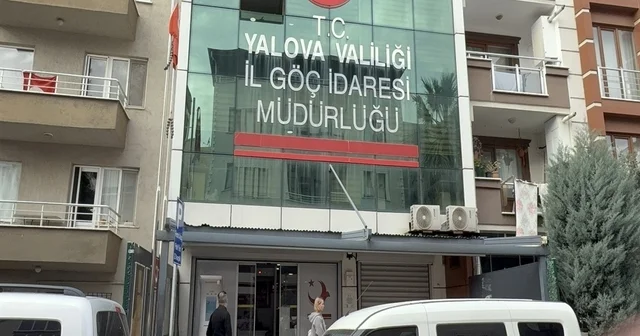 T.C.
YALOVA VALİLİĞİ
İL GÖÇ İDARESİ
MÜDÜRLÜĞÜ